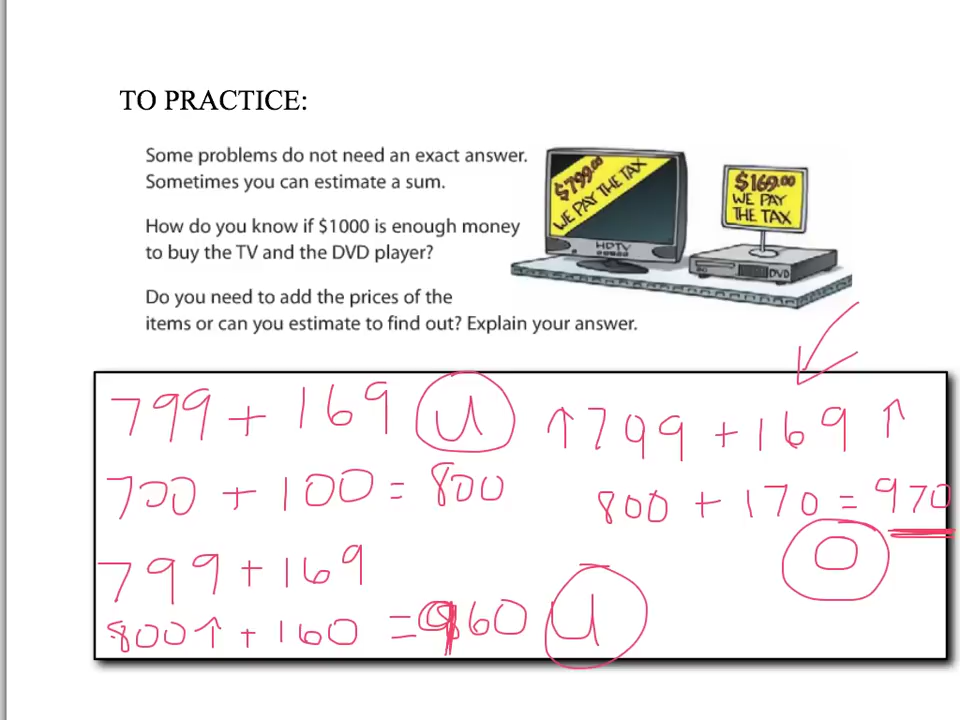 TO PRACTICE:
Some problems do not need an exact answer.
Sometimes you can estimate a sum.
How do you know if $1000 is enough money
to buy the TV and the DVD player?
Do you need to add the prices of the
items or can you estimate to find out? Explain your answer.
$799.00
WE PAY THE TAX
HDTV
$169.00
WE PAY
THE TAX
DVD
799 + 169 U
700 + 100 = 800
799 + 169
800↑ + 160 = 960 U
↑799 + 169↑
800 + 170 = 970
O